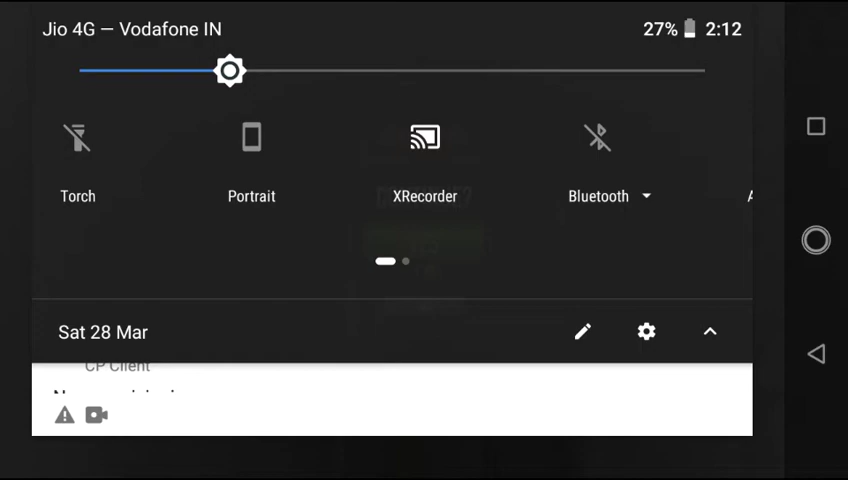 Jio 4G — Vodafone IN
27% 2:12
Torch
Portrait
XRecorder
Bluetooth
Sat 28 Mar
CP Client